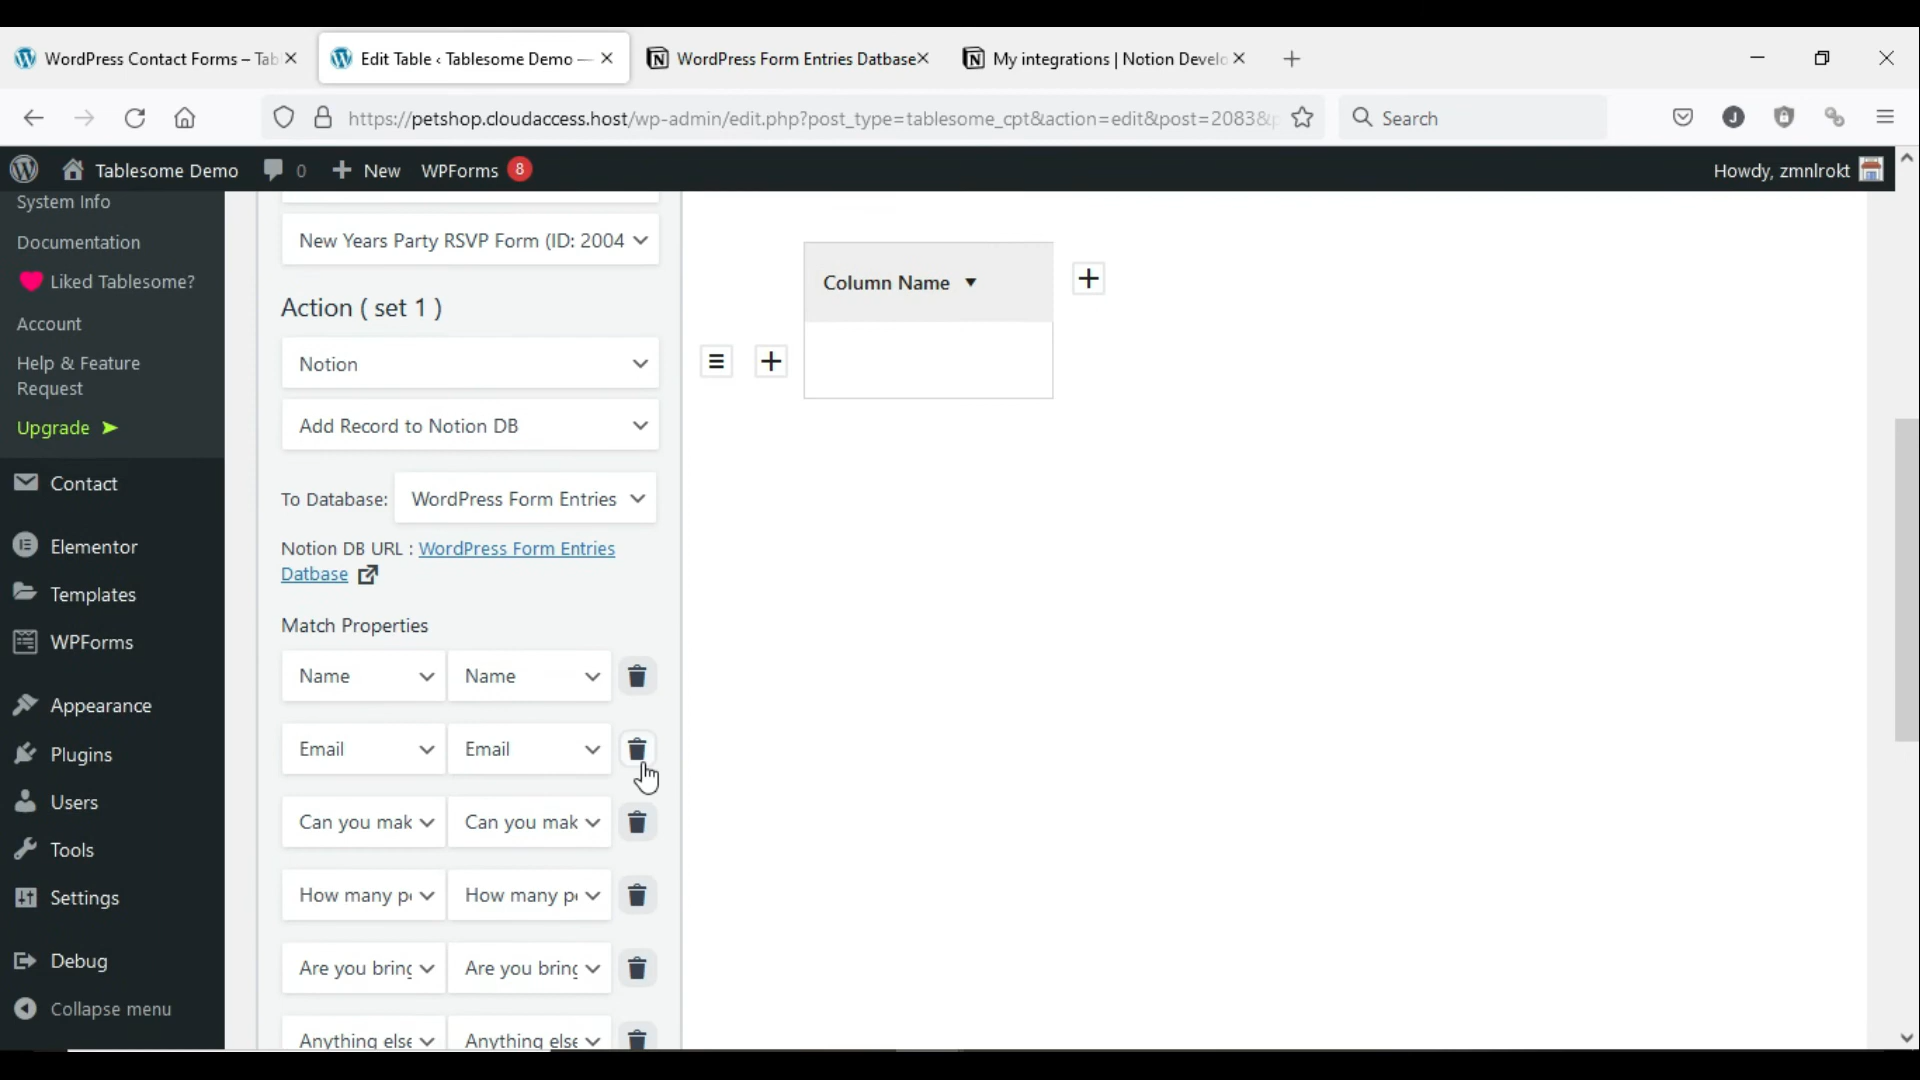 WordPress Contact Forms – Tab
Edit Table ‹ Tablesome Demo —
WordPress Form Entries Datbase
My integrations | Notion Develo
https://petshop.cloudaccess.host/wp-admin/edit.php?post_type=tablesome_cpt&action=edit&post=2083&
Search
J
Tablesome Demo
0
New
WPForms
8
Howdy, zmnlrokt
System Info
Documentation
Liked Tablesome?
Account
Help & Feature
Request
Upgrade ➤
Contact
Elementor
Templates
WPForms
Appearance
Plugins
Users
Tools
Settings
Debug
Collapse menu
New Years Party RSVP Form (ID: 2004
Action ( set 1 )
Notion
Add Record to Notion DB
To Database:
WordPress Form Entries
Notion DB URL : WordPress Form Entries
Datbase
Match Properties
Name
Name
Email
Email
Can you mak
Can you mak
How many
How many
Are you bring
Are you bring
Anything else
Anything else
Column Name